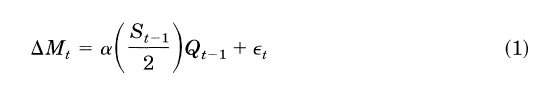 ΔM_t = α(S_{t−1}/2)Q_{t−1} + ϵ_t (1)